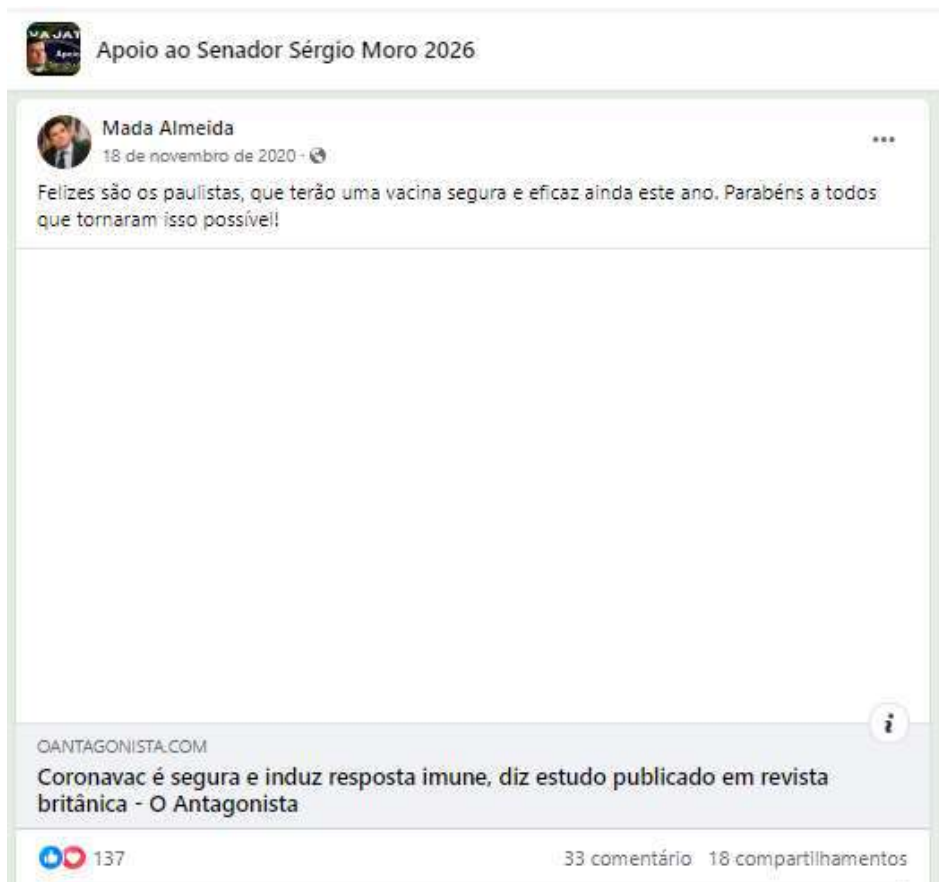 VA JAT
Apoio ao Senador Sérgio Moro 2026
Mada Almeida
18 de novembro de 2020 ·
Felizes são os paulistas, que terão uma vacina segura e eficaz ainda este ano. Parabéns a todos
que tornaram isso possível!
i
OANTAGONISTA.COM
Coronavac é segura e induz resposta imune, diz estudo publicado em revista
britânica - O Antagonista
137
33 comentário 18 compartilhamentos